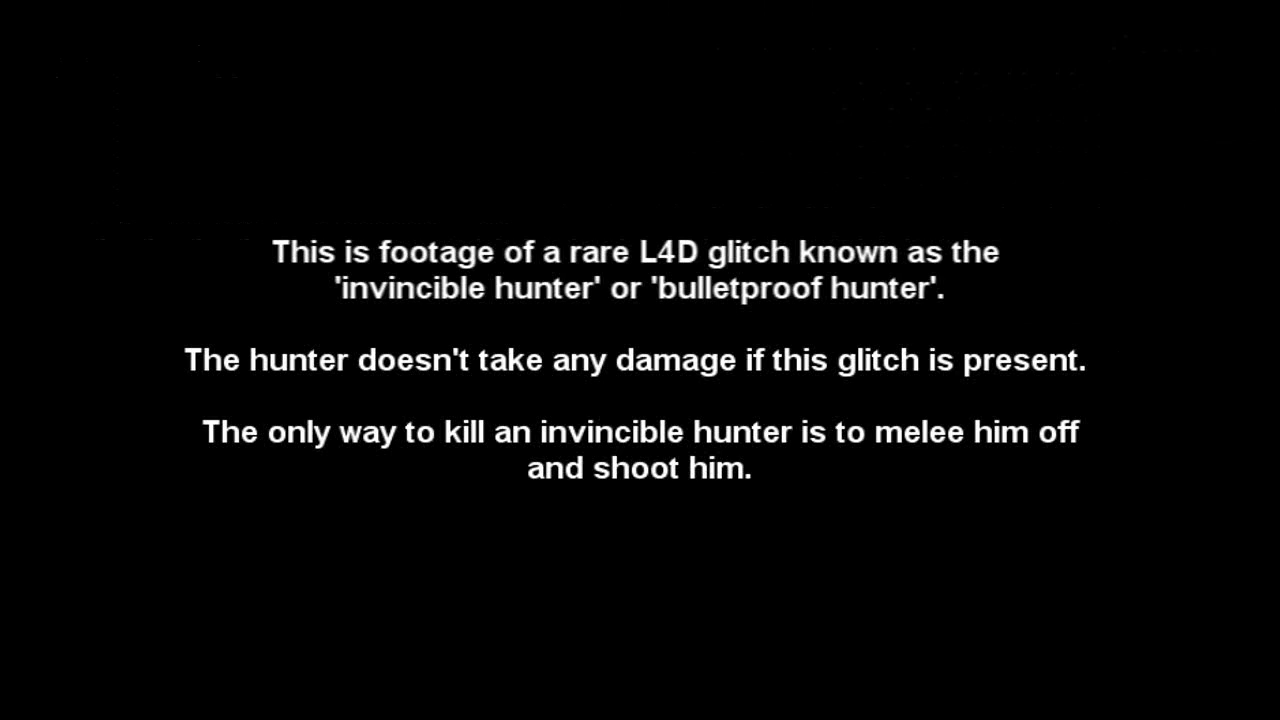 This is footage of a rare L4D glitch known as the
'invincible hunter' or 'bulletproof hunter'.
The hunter doesn't take any damage if this glitch is present.
The only way to kill an invincible hunter is to melee him off
and shoot him.